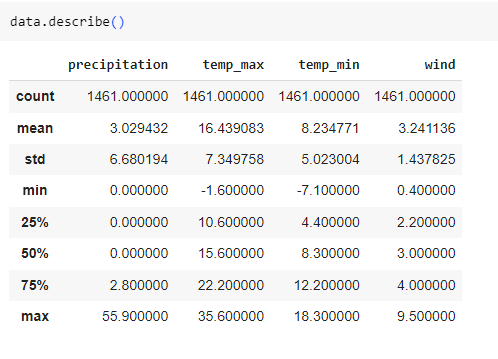 data.describe()
precipitation temp_max temp_min wind
count 1461.000000 1461.000000 1461.000000 1461.000000
mean 3.029432 16.439083 8.234771 3.241136
std 6.680194 7.349758 5.023004 1.437825
min 0.000000 -1.600000 -7.100000 0.400000
25% 0.000000 10.600000 4.400000 2.200000
50% 0.000000 15.600000 8.300000 3.000000
75% 2.800000 22.200000 12.200000 4.000000
max 55.900000 35.600000 18.300000 9.500000